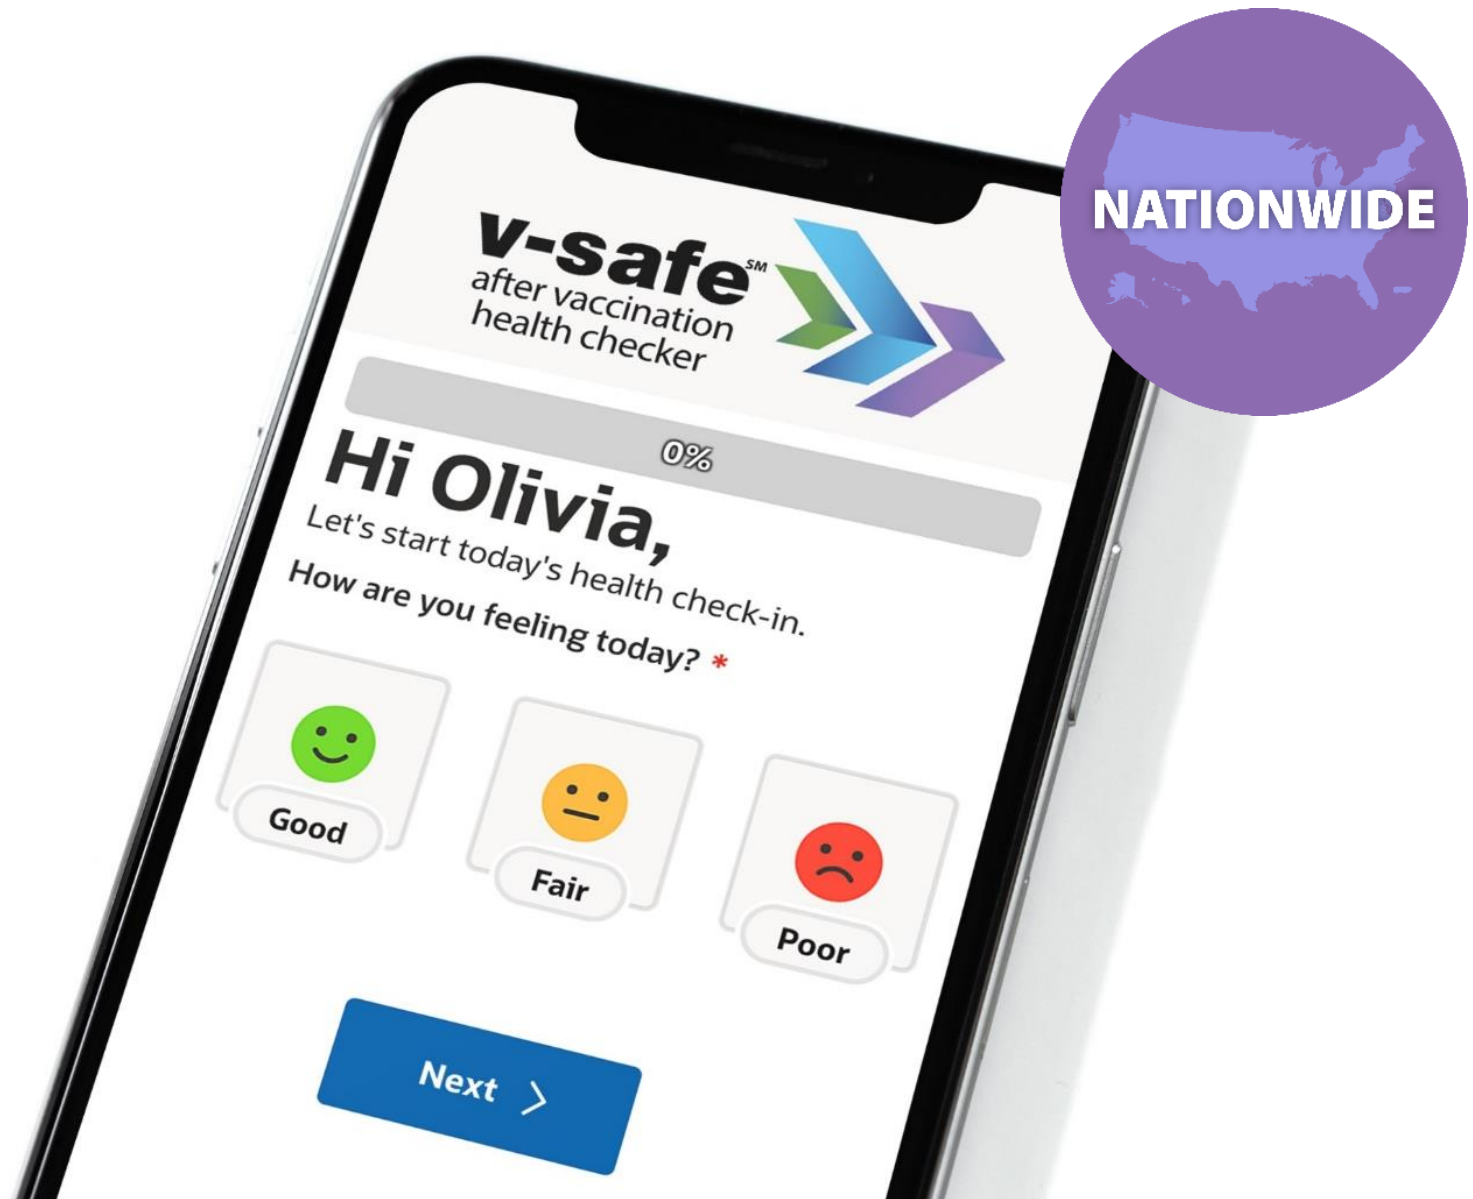 NATIONWIDE
v-safe℠
after vaccination
health checker
0%
Hi Olivia,
Let's start today's health check-in.
How are you feeling today? *
Good
Fair
Poor
Next >